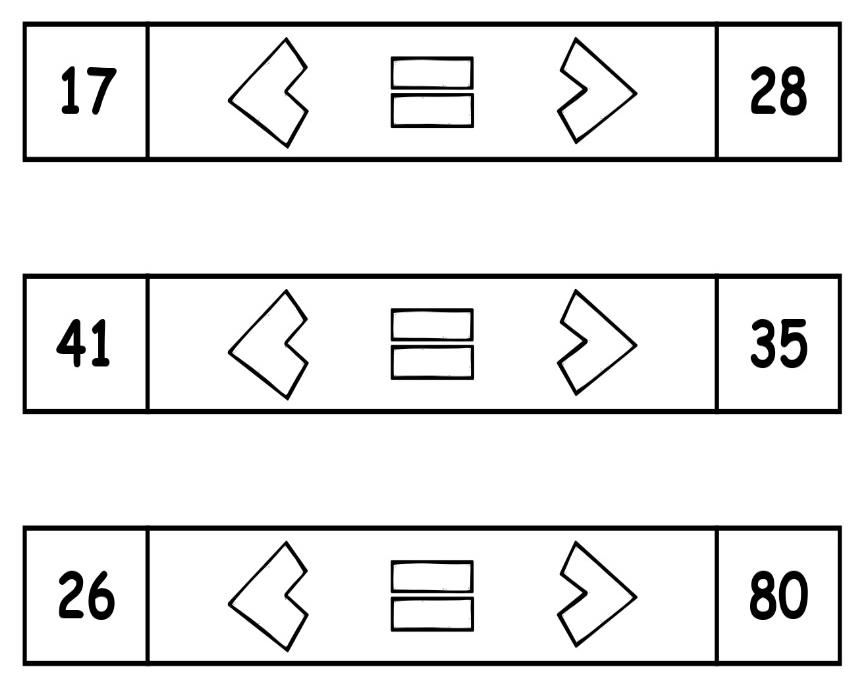 17 < = > 28
41 < = > 35
26 < = > 80